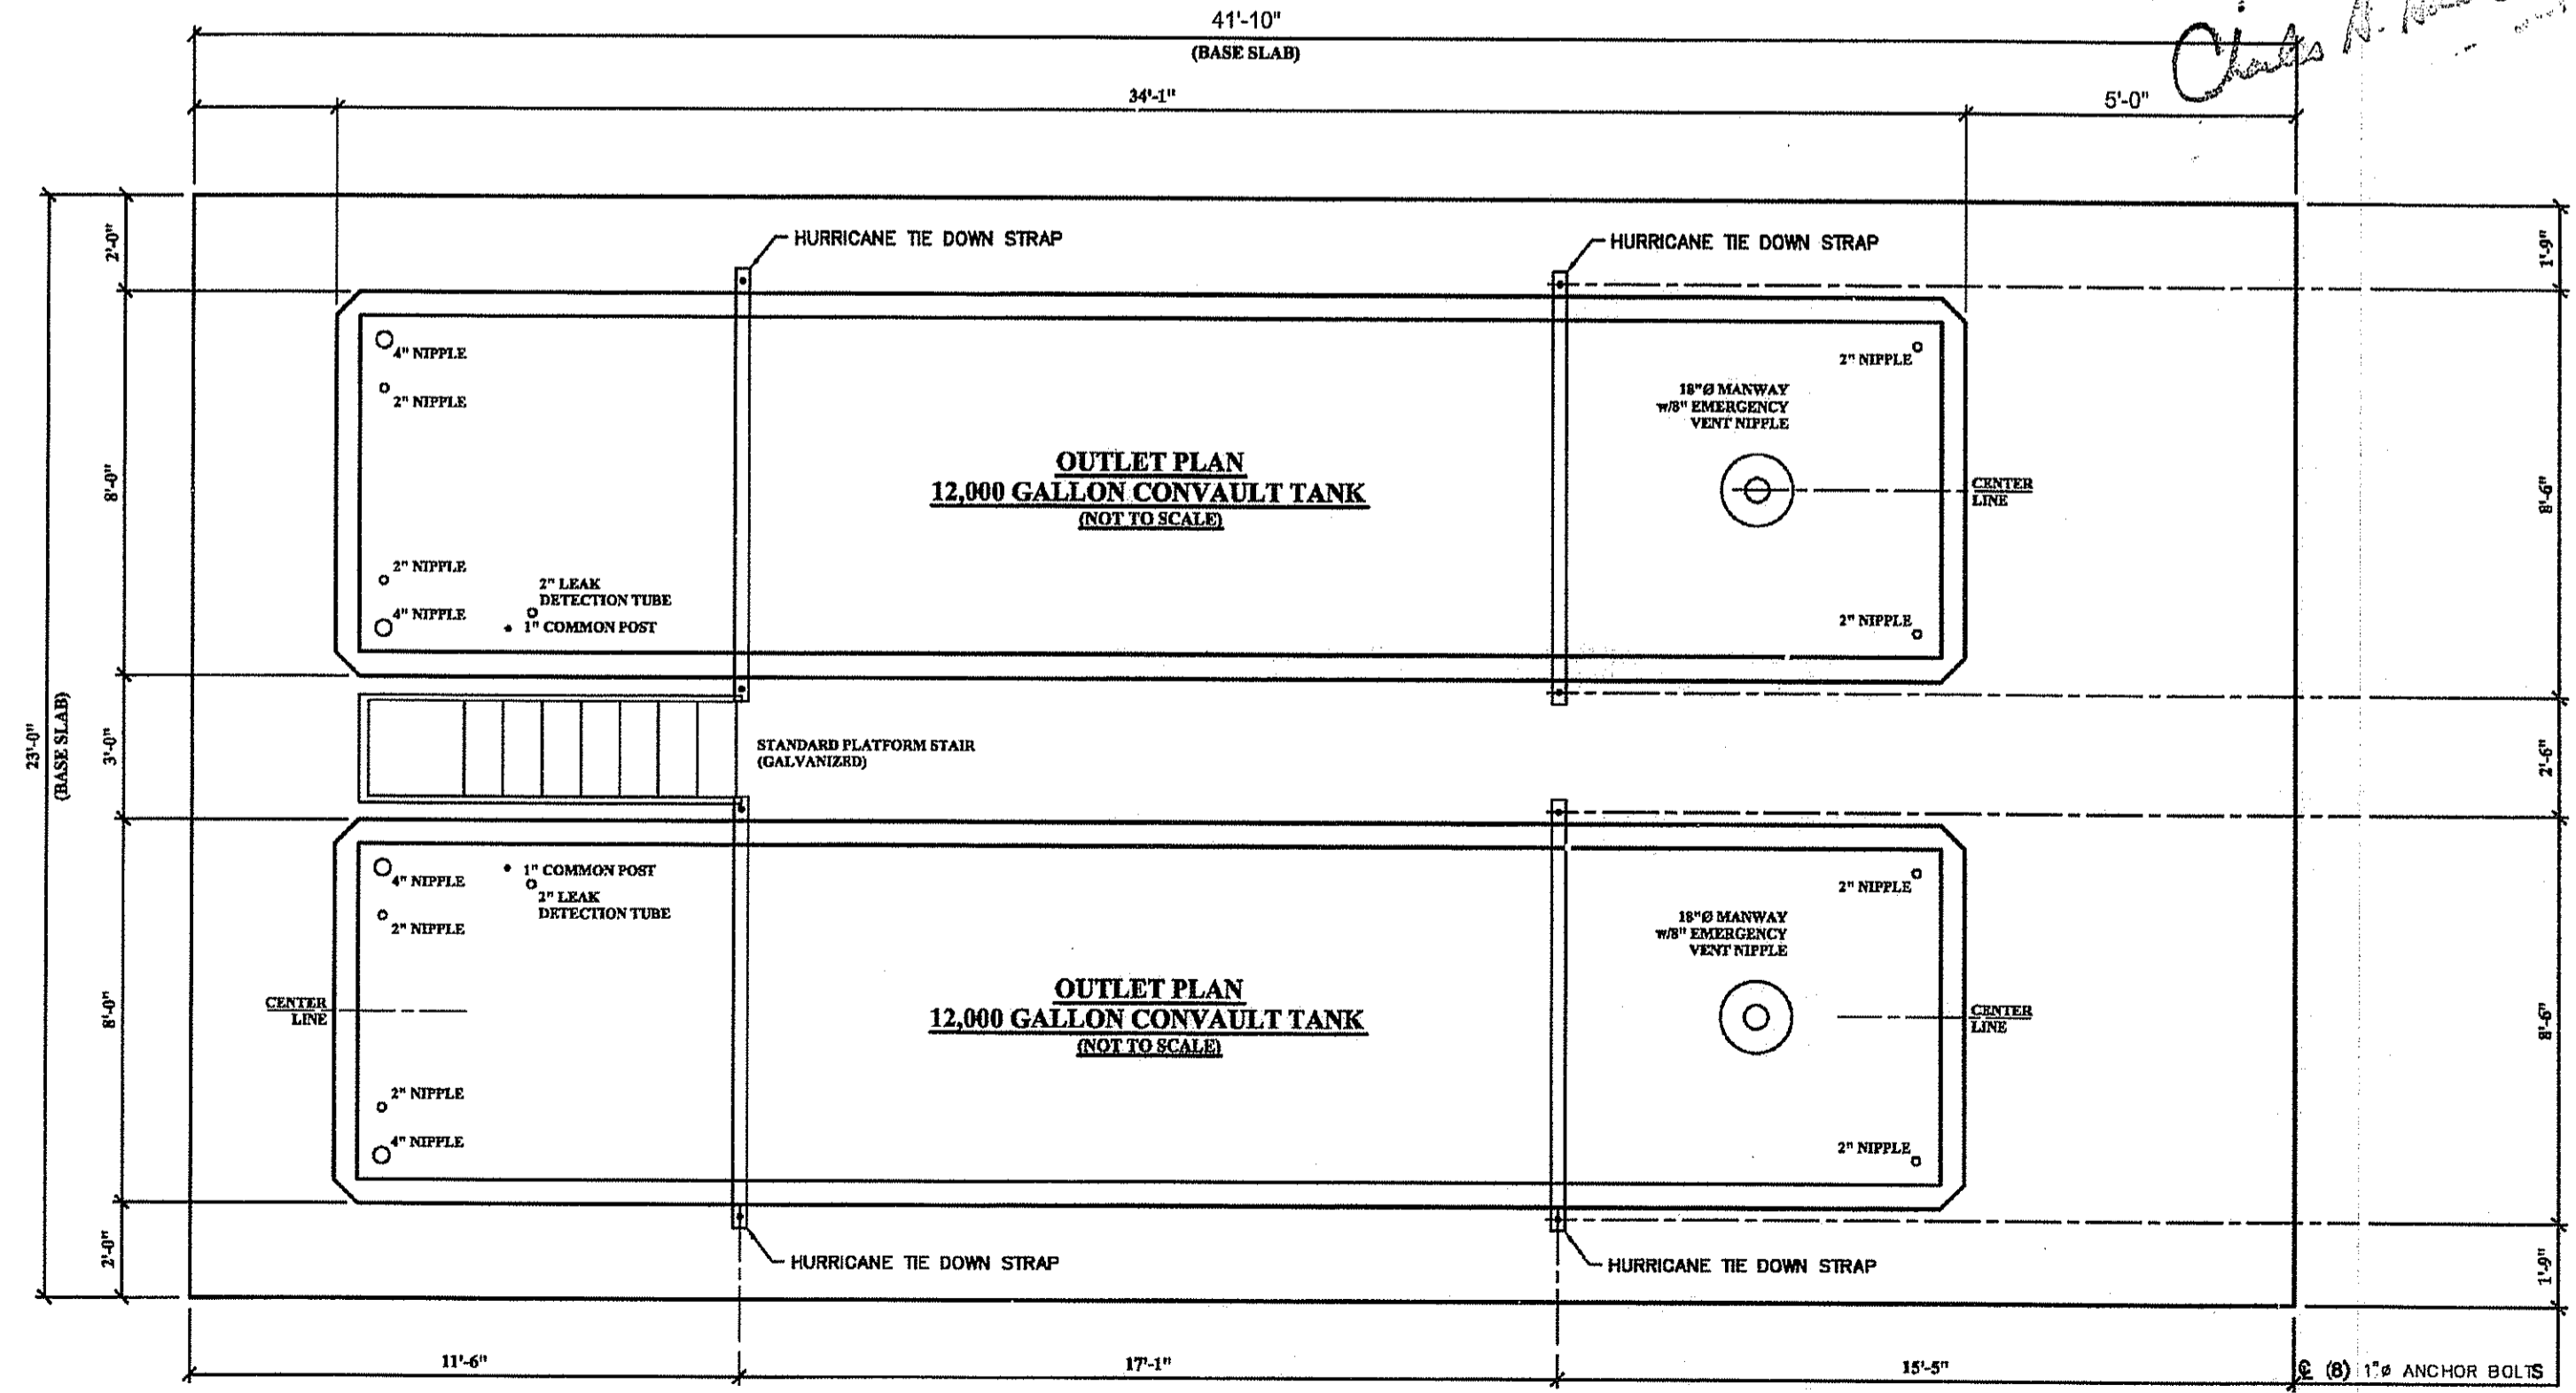 41'-10"
(BASE SLAB)
Charles
34'-1"
5'-0"
2'-0"
HURRICANE TIE DOWN STRAP
HURRICANE TIE DOWN STRAP
1'-9"
4" NIPPLE
2" NIPPLE
2" NIPPLE
18"Ø MANWAY
w/8" EMERGENCY
VENT NIPPLE
OUTLET PLAN
12,000 GALLON CONVAULT TANK
(NOT TO SCALE)
8'-0"
CENTER
LINE
8'-6"
2" NIPPLE
4" NIPPLE
2" LEAK
DETECTION TUBE
1" COMMON POST
2" NIPPLE
23'-0"
(BASE SLAB)
3'-0"
STANDARD PLATFORM STAIR
(GALVANIZED)
2'-6"
4" NIPPLE
2" NIPPLE
1" COMMON POST
2" LEAK
DETECTION TUBE
2" NIPPLE
18"Ø MANWAY
w/8" EMERGENCY
VENT NIPPLE
8'-0"
CENTER
LINE
OUTLET PLAN
12,000 GALLON CONVAULT TANK
(NOT TO SCALE)
CENTER
LINE
8'-6"
2" NIPPLE
4" NIPPLE
2" NIPPLE
2'-0"
HURRICANE TIE DOWN STRAP
HURRICANE TIE DOWN STRAP
1'-9"
11'-6"
17'-1"
15'-5"
℄ (8) 1"ø ANCHOR BOLTS